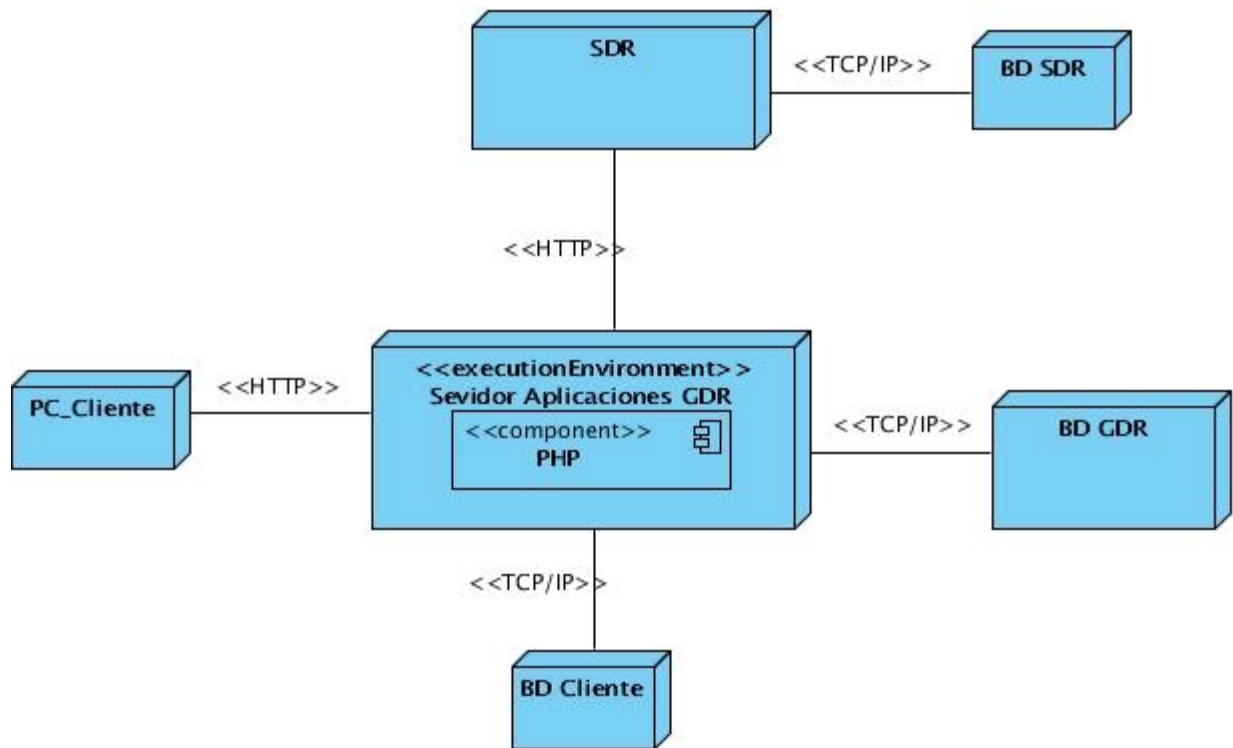 SDR
<<TCP/IP>>
BD SDR
<<HTTP>>
<<executionEnvironment>>
Sevidor Aplicaciones GDR
<<component>>
PHP
PC_Cliente
<<HTTP>>
<<TCP/IP>>
BD GDR
<<TCP/IP>>
BD Cliente